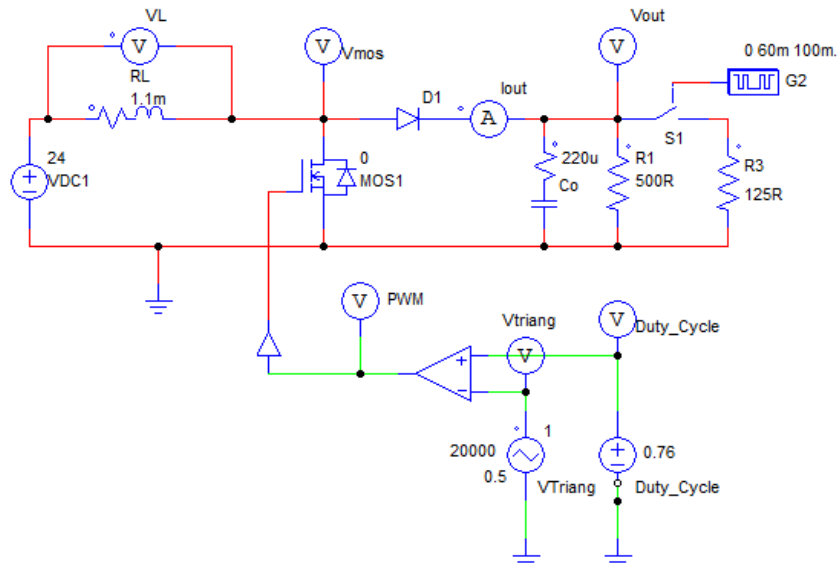 VL
V
RL
1.1m
24
VDC1
V
Vmos
D1
Iout
A
0
MOS1
Vout
V
220u
Co
R1
500R
S1
0 60m 100m.
G2
R3
125R
V
PWM
Vtriang
V
V
Duty_Cycle
1
20000
0.5
VTriang
0.76
Duty_Cycle